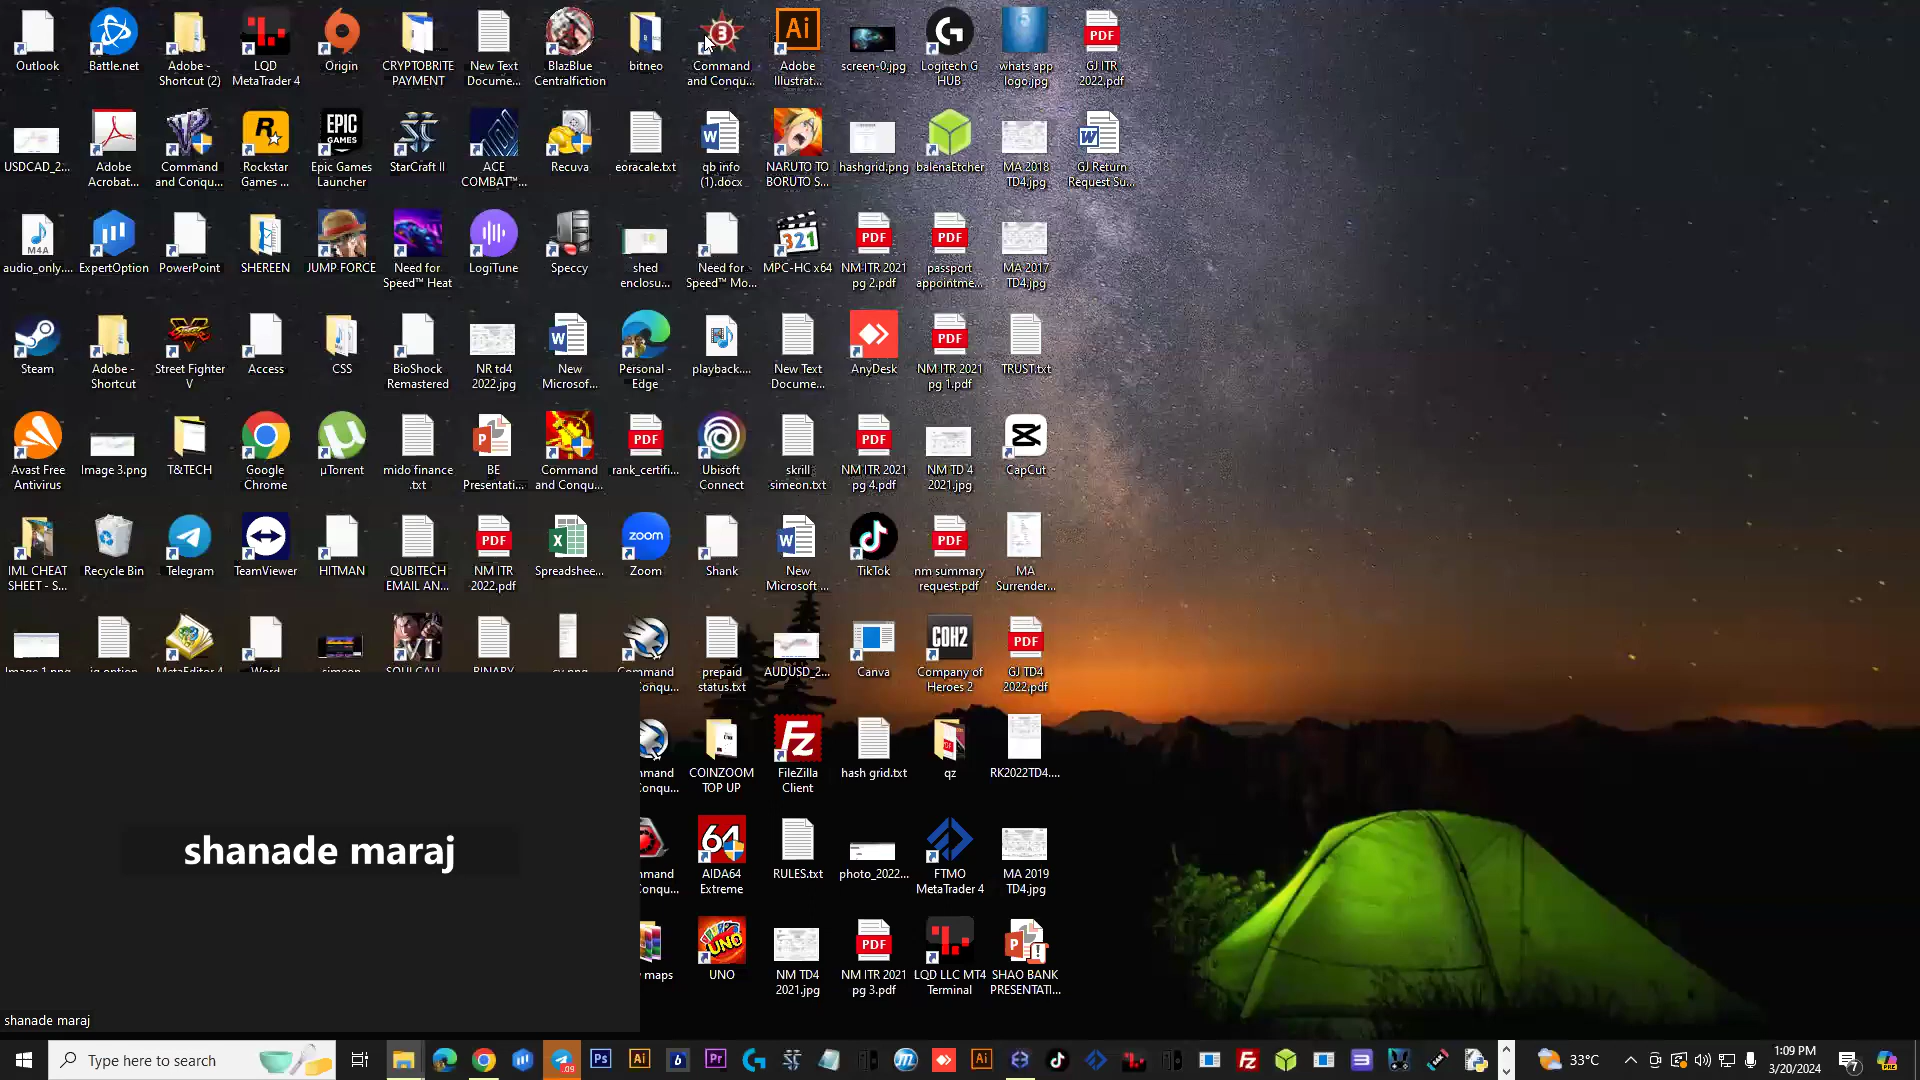 Outlook
Battle.net
Adobe -
Shortcut (2)
LQD
MetaTrader 4
Origin
CRYPTOBRITE
PAYMENT
New Text
Docume...
BlazBlue
Centralfiction
bitneo
Command
and Conqu...
Adobe
Illustrat...
screen-0.jpg
Logitech G
HUB
whats app
logo.jpg
GJ ITR
2022.pdf
USDCAD_2...
Adobe
Acrobat...
Command
and Conqu...
Rockstar
Games ...
Epic Games
Launcher
StarCraft II
ACE
COMBAT™...
Recuva
eoracale.txt
qb info
(1).docx
NARUTO TO
BORUTO S...
hashgrid.png
balenaEtcher
MA 2018
TD4.jpg
GJ Return
Request Su...
audio_only....
ExpertOption
PowerPoint
SHEREEN
JUMP FORCE
Need for
Speed™ Heat
LogiTune
Speccy
shed
enclosu...
Need for
Speed™ Mo...
MPC-HC x64
NM ITR 2021
pg 2.pdf
passport
appointme...
MA 2017
TD4.jpg
Steam
Adobe -
Shortcut
Street Fighter
V
Access
CSS
BioShock
Remastered
NR td4
2022.jpg
New
Microsof...
Personal -
Edge
playback....
New Text
Docume...
AnyDesk
NM ITR 2021
pg 1.pdf
TRUST.txt
Avast Free
Antivirus
Image 3.png
T&TECH
Google
Chrome
µTorrent
mido finance
.txt
BE
Presentati...
Command
and Conqu...
rank_certifi...
Ubisoft
Connect
skrill
simeon.txt
NM ITR 2021
pg 4.pdf
NM TD 4
2021.jpg
CapCut
IML CHEAT
SHEET - S...
Recycle Bin
Telegram
TeamViewer
HITMAN
QUBITECH
EMAIL AN...
NM ITR
2022.pdf
Spreadshee...
Zoom
Shank
New
Microsoft ...
TikTok
nm summary
request.pdf
MA
Surrender...
Image 1.png
iq option
MetaEditor 4
Word
simeon
SOULCALI...
BINARY
cv.png
Command
Conqu...
prepaid
status.txt
AUDUSD_2...
Canva
Company of
Heroes 2
GJ TD4
2022.pdf
mmand
Conqu...
COINZOOM
TOP UP
FileZilla
Client
hash grid.txt
qz
RK2022TD4....
mmand
Conqu...
AIDA64
Extreme
RULES.txt
photo_2022...
FTMO
MetaTrader 4
MA 2019
TD4.jpg
maps
UNO
NM TD4
2021.jpg
NM ITR 2021
pg 3.pdf
LQD LLC MT4
Terminal
SHAO BANK
PRESENTATI...
shanade maraj
shanade maraj
Type here to search
33°C
1:09 PM
3/20/2024
7